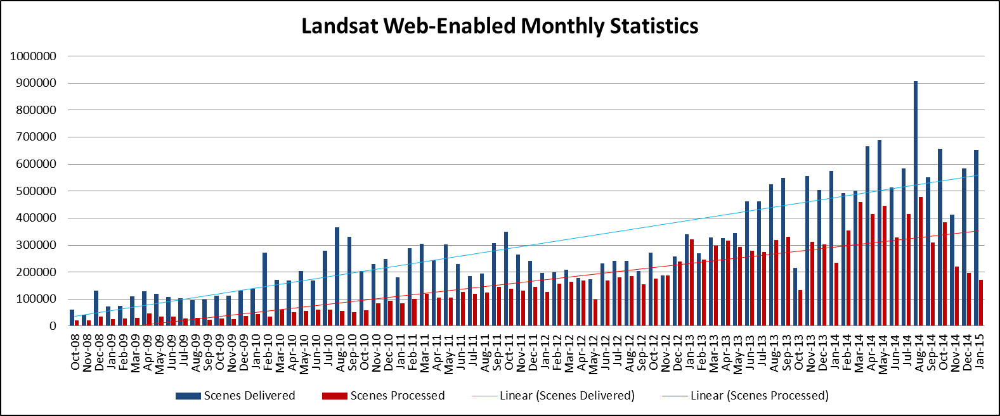 Landsat Web-Enabled Monthly Statistics
1000000
900000
800000
700000
600000
500000
400000
300000
200000
100000
0
Oct-08
Nov-08
Dec-08
Jan-09
Feb-09
Mar-09
Apr-09
May-09
Jun-09
Jul-09
Aug-09
Sep-09
Oct-09
Nov-09
Dec-09
Jan-10
Feb-10
Mar-10
Apr-10
May-10
Jun-10
Jul-10
Aug-10
Sep-10
Oct-10
Nov-10
Dec-10
Jan-11
Feb-11
Mar-11
Apr-11
May-11
Jun-11
Jul-11
Aug-11
Sep-11
Oct-11
Nov-11
Dec-11
Jan-12
Feb-12
Mar-12
Apr-12
May-12
Jun-12
Jul-12
Aug-12
Sep-12
Oct-12
Nov-12
Dec-12
Jan-13
Feb-13
Mar-13
Apr-13
May-13
Jun-13
Jul-13
Aug-13
Sep-13
Oct-13
Nov-13
Dec-13
Jan-14
Feb-14
Mar-14
Apr-14
May-14
Jun-14
Jul-14
Aug-14
Sep-14
Oct-14
Nov-14
Dec-14
Jan-15
Scenes Delivered Scenes Processed Linear (Scenes Delivered) Linear (Scenes Processed)